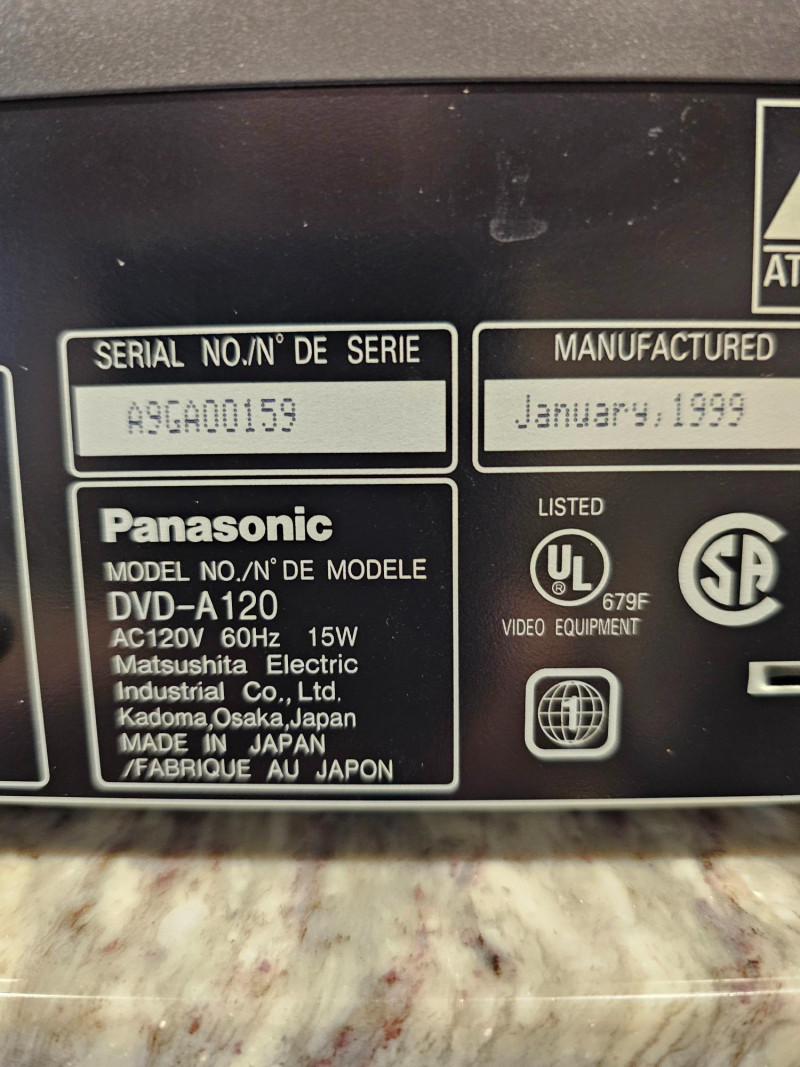 AT
SERIAL NO./N° DE SERIE
A9GA00159
MANUFACTURED
January,1999
Panasonic
MODEL NO./N° DE MODELE
DVD-A120
AC120V 60Hz 15W
Matsushita Electric
Industrial Co.,Ltd.
Kadoma,Osaka,Japan
MADE IN JAPAN
/FABRIQUE AU JAPON
LISTED
UL
®
679F
VIDEO EQUIPMENT
SA
1